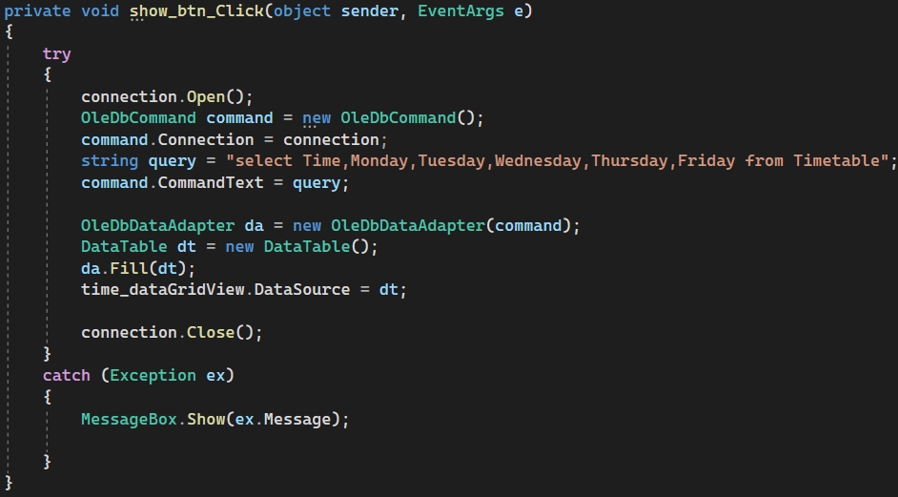 private void show_btn_Click(object sender, EventArgs e)
{
try
{
connection.Open();
OleDbCommand command = new OleDbCommand();
command.Connection = connection;
string query = "select Time,Monday,Tuesday,Wednesday,Thursday,Friday from Timetable";
command.CommandText = query;
OleDbDataAdapter da = new OleDbDataAdapter(command);
DataTable dt = new DataTable();
da.Fill(dt);
time_dataGridView.DataSource = dt;
connection.Close();
}
catch (Exception ex)
{
MessageBox.Show(ex.Message);
}
}